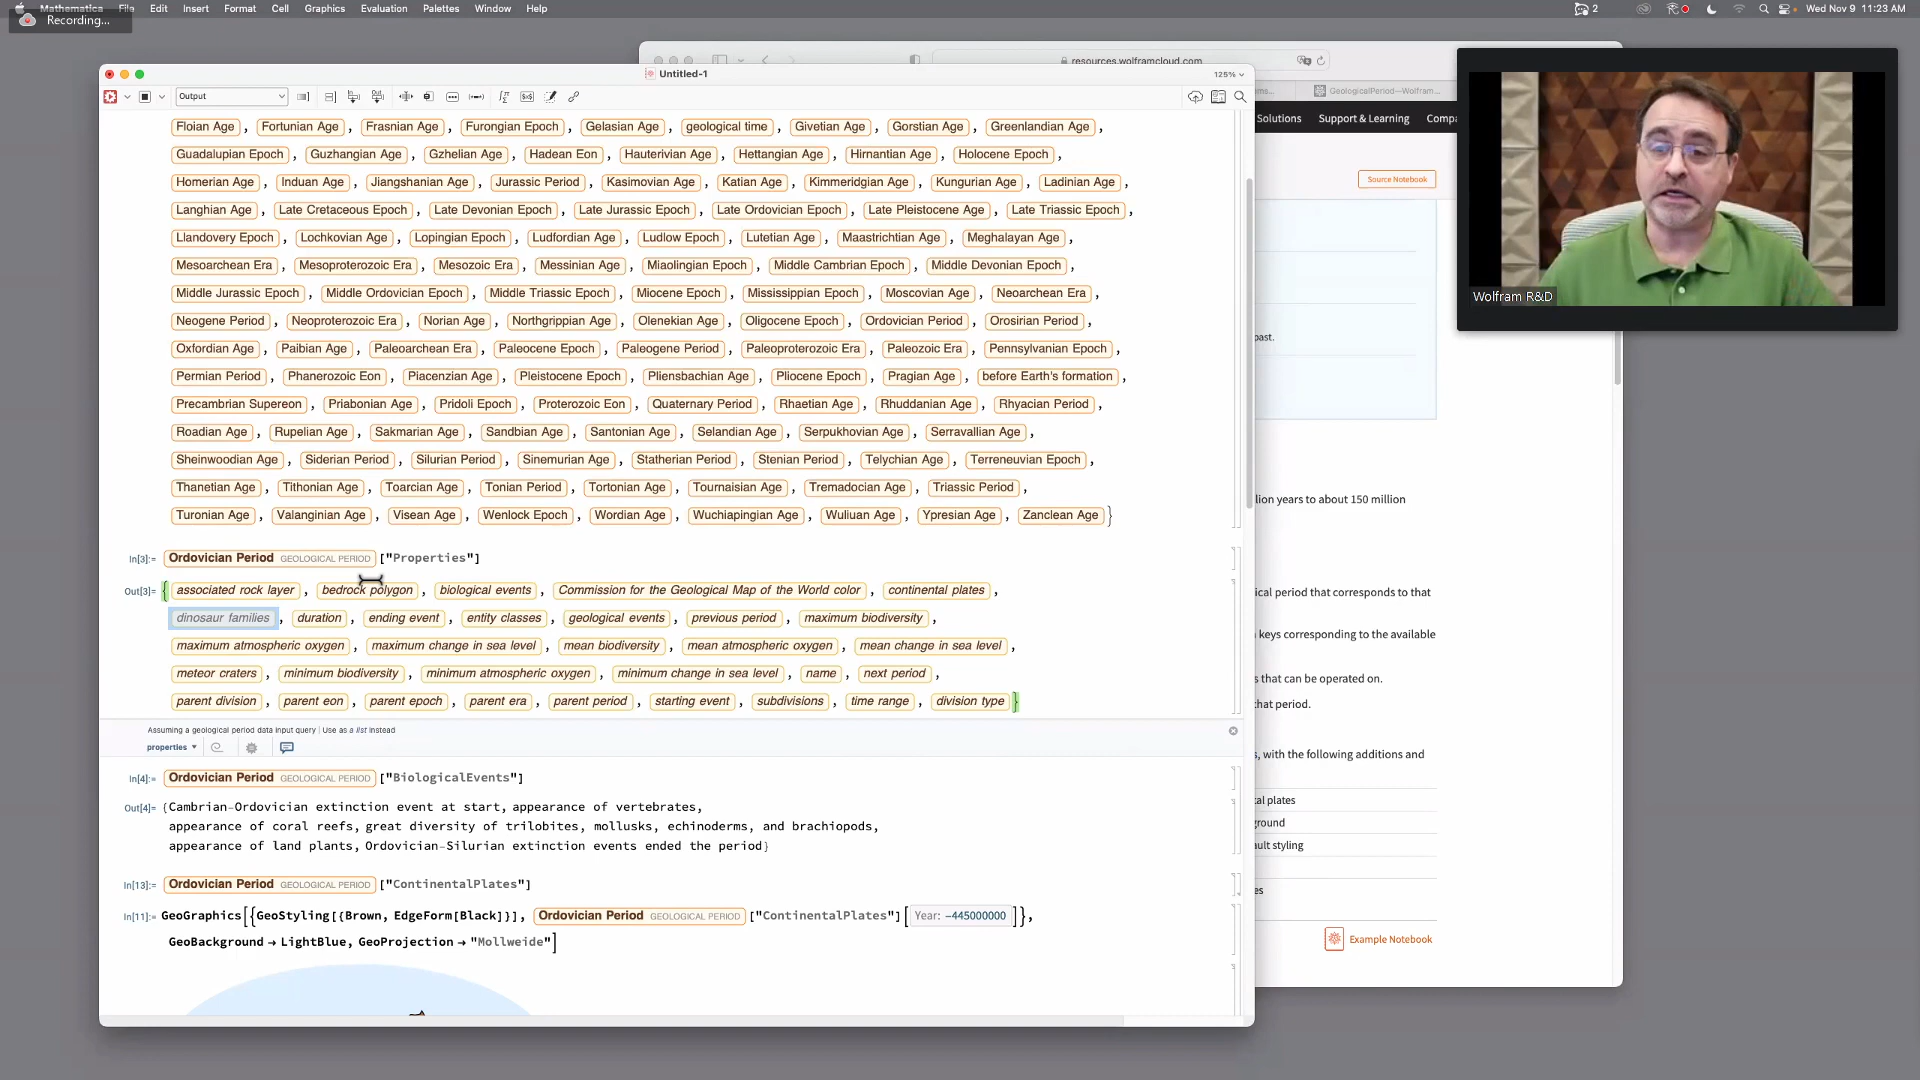 Mathematica File Edit Insert Format Cell Graphics Evaluation Palettes Window Help
2 Wed Nov 9 11:23 AM
Recording...
resources.wolframcloud.com
Untitled-1
125%
GeologicalPeriod—Wolfram...
Output
Solutions Support & Learning Compa
Floian Age , Fortunian Age , Frasnian Age , Furongian Epoch , Gelasian Age , geological time , Givetian Age , Gorstian Age , Greenlandian Age ,
Guadalupian Epoch , Guzhangian Age , Gzhelian Age , Hadean Eon , Hauterivian Age , Hettangian Age , Hirnantian Age , Holocene Epoch ,
Homerian Age , Induan Age , Jiangshanian Age , Jurassic Period , Kasimovian Age , Katian Age , Kimmeridgian Age , Kungurian Age , Ladinian Age ,
Langhian Age , Late Cretaceous Epoch , Late Devonian Epoch , Late Jurassic Epoch , Late Ordovician Epoch , Late Pleistocene Age , Late Triassic Epoch ,
Llandovery Epoch , Lochkovian Age , Lopingian Epoch , Ludfordian Age , Ludlow Epoch , Lutetian Age , Maastrichtian Age , Meghalayan Age ,
Mesoarchean Era , Mesoproterozoic Era , Mesozoic Era , Messinian Age , Miaolingian Epoch , Middle Cambrian Epoch , Middle Devonian Epoch ,
Middle Jurassic Epoch , Middle Ordovician Epoch , Middle Triassic Epoch , Miocene Epoch , Mississippian Epoch , Moscovian Age , Neoarchean Era ,
Neogene Period , Neoproterozoic Era , Norian Age , Northgrippian Age , Olenekian Age , Oligocene Epoch , Ordovician Period , Orosirian Period ,
Oxfordian Age , Paibian Age , Paleoarchean Era , Paleocene Epoch , Paleogene Period , Paleoproterozoic Era , Paleozoic Era , Pennsylvanian Epoch ,
Permian Period , Phanerozoic Eon , Piacenzian Age , Pleistocene Epoch , Pliensbachian Age , Pliocene Epoch , Pragian Age , before Earth's formation ,
Precambrian Supereon , Priabonian Age , Pridoli Epoch , Proterozoic Eon , Quaternary Period , Rhaetian Age , Rhuddanian Age , Rhyacian Period ,
Roadian Age , Rupelian Age , Sakmarian Age , Sandbian Age , Santonian Age , Selandian Age , Serpukhovian Age , Serravallian Age ,
Sheinwoodian Age , Siderian Period , Silurian Period , Sinemurian Age , Statherian Period , Stenian Period , Telychian Age , Terreneuvian Epoch ,
Thanetian Age , Tithonian Age , Toarcian Age , Tonian Period , Tortonian Age , Tournaisian Age , Tremadocian Age , Triassic Period ,
Turonian Age , Valanginian Age , Visean Age , Wenlock Epoch , Wordian Age , Wuchiapingian Age , Wuliuan Age , Ypresian Age , Zanclean Age }
In[3]:= Ordovician Period GEOLOGICAL PERIOD ["Properties"]
Out[3]= { associated rock layer , bedrock polygon , biological events , Commission for the Geological Map of the World color , continental plates ,
dinosaur families , duration , ending event , entity classes , geological events , previous period , maximum biodiversity ,
maximum atmospheric oxygen , maximum change in sea level , mean biodiversity , mean atmospheric oxygen , mean change in sea level ,
meteor craters , minimum biodiversity , minimum atmospheric oxygen , minimum change in sea level , name , next period ,
parent division , parent eon , parent epoch , parent era , parent period , starting event , subdivisions , time range , division type }
Assuming a geological period data input query | Use as a list instead
properties
In[4]:= Ordovician Period GEOLOGICAL PERIOD ["BiologicalEvents"]
Out[4]= {Cambrian–Ordovician extinction event at start, appearance of vertebrates,
appearance of coral reefs, great diversity of trilobites, mollusks, echinoderms, and brachiopods,
appearance of land plants, Ordovician–Silurian extinction events ended the period}
In[13]:= Ordovician Period GEOLOGICAL PERIOD ["ContinentalPlates"]
In[11]:= GeoGraphics[{GeoStyling[{Brown, EdgeForm[Black]}], Ordovician Period GEOLOGICAL PERIOD ["ContinentalPlates"][ Year: −445000000 ]},
GeoBackground → LightBlue, GeoProjection → "Mollweide"]
Source Notebook
past.
lion years to about 150 million
ical period that corresponds to that
keys corresponding to the available
s that can be operated on.
that period.
s, with the following additions and
tal plates
ground
ault styling
es
Example Notebook
Wolfram R&D